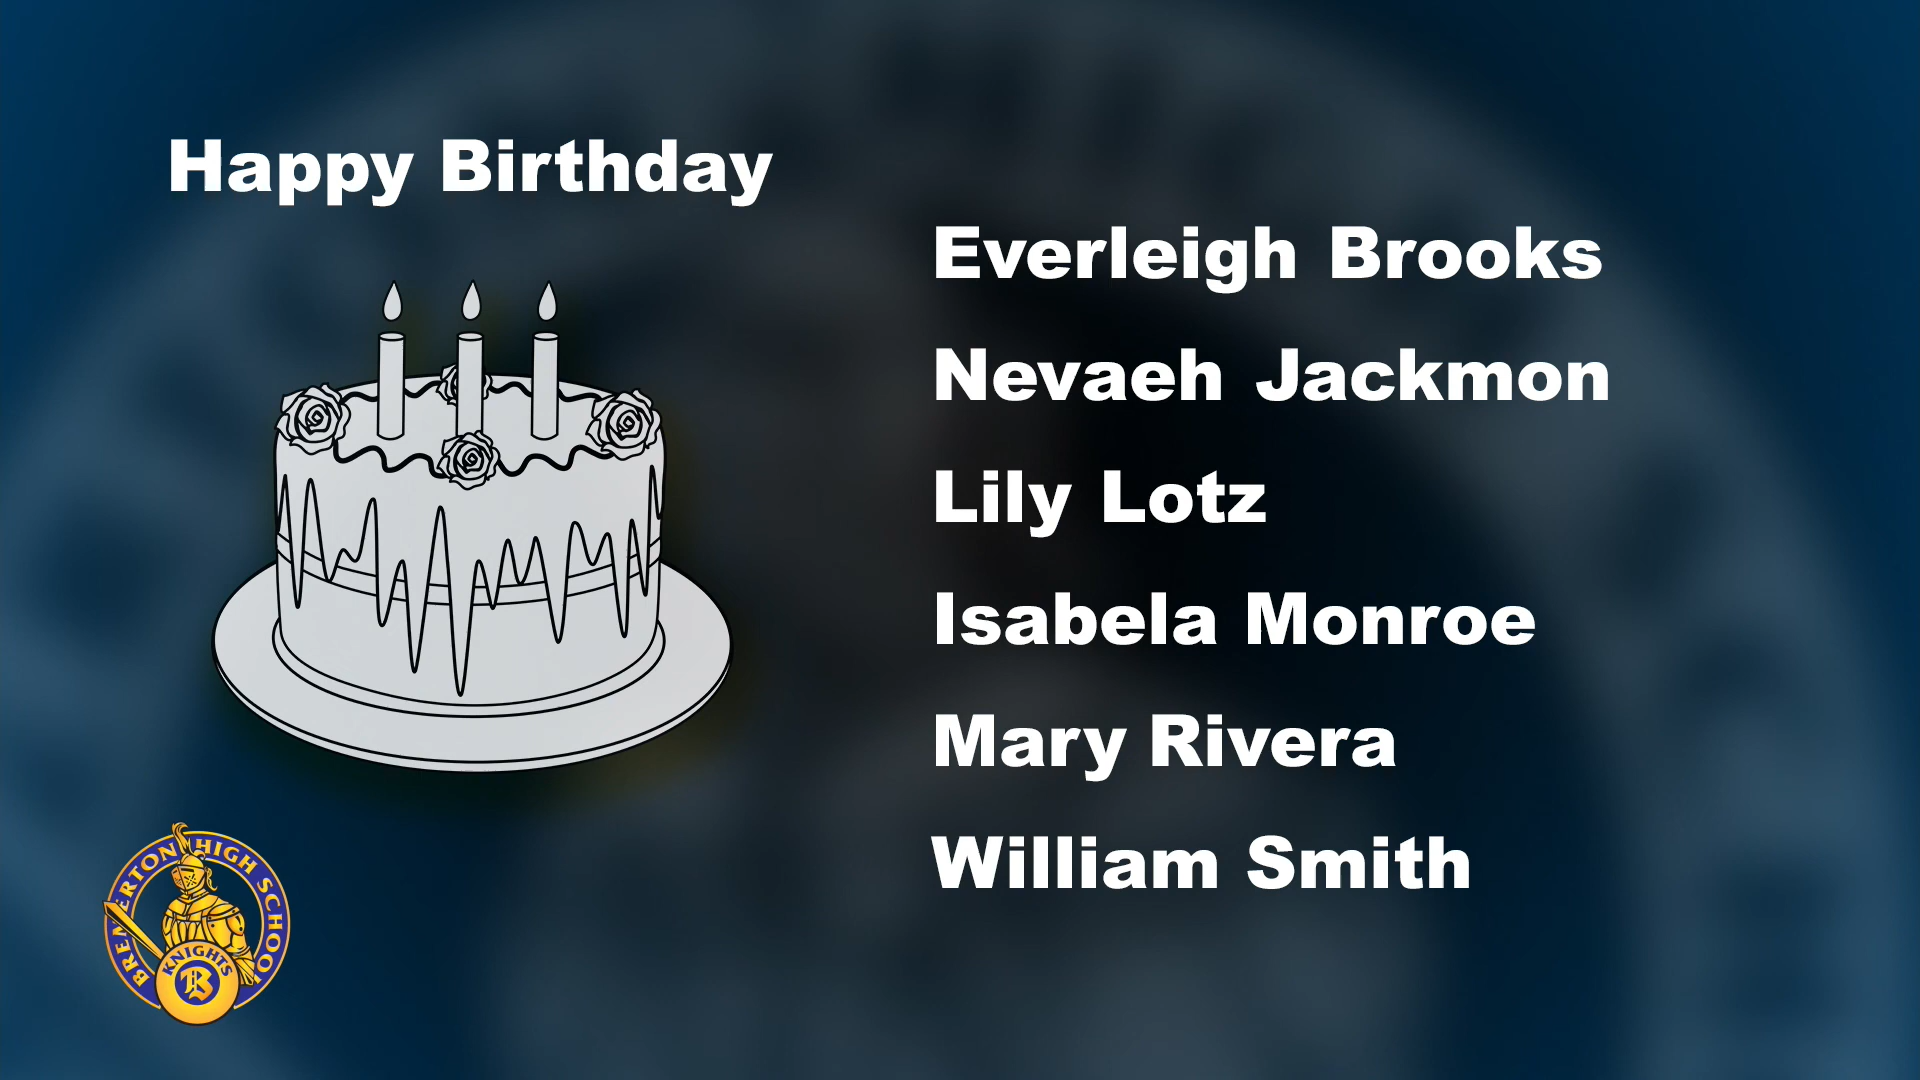 Happy Birthday
Everleigh Brooks
Nevaeh Jackmon
Lily Lotz
Isabela Monroe
Mary Rivera
William Smith
BREMERTON HIGH SCHOOL
KNIGHTS
B